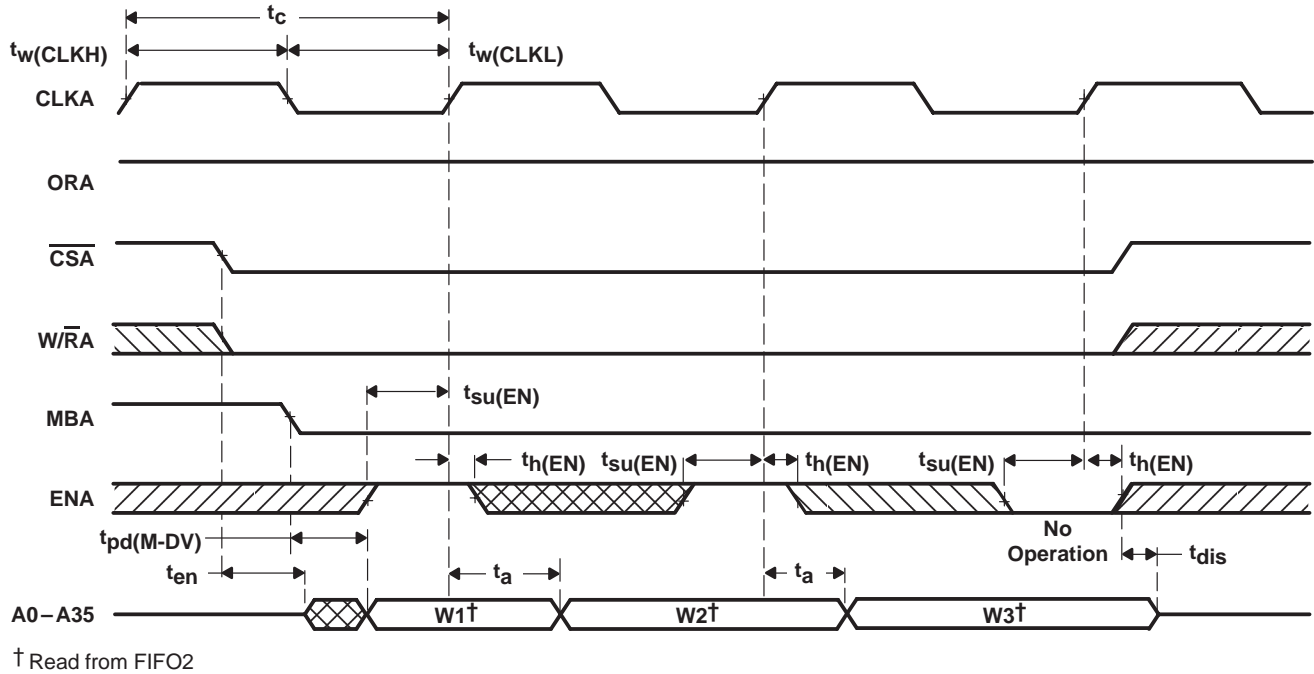 tc
tw(CLKH)
tw(CLKL)
CLKA
ORA
CSA
W/RA
tsu(EN)
MBA
th(EN)
tsu(EN)
th(EN)
tsu(EN)
th(EN)
ENA
tpd(M-DV)
No
Operation
tdis
ten
ta
ta
A0–A35
W1†
W2†
W3†
† Read from FIFO2